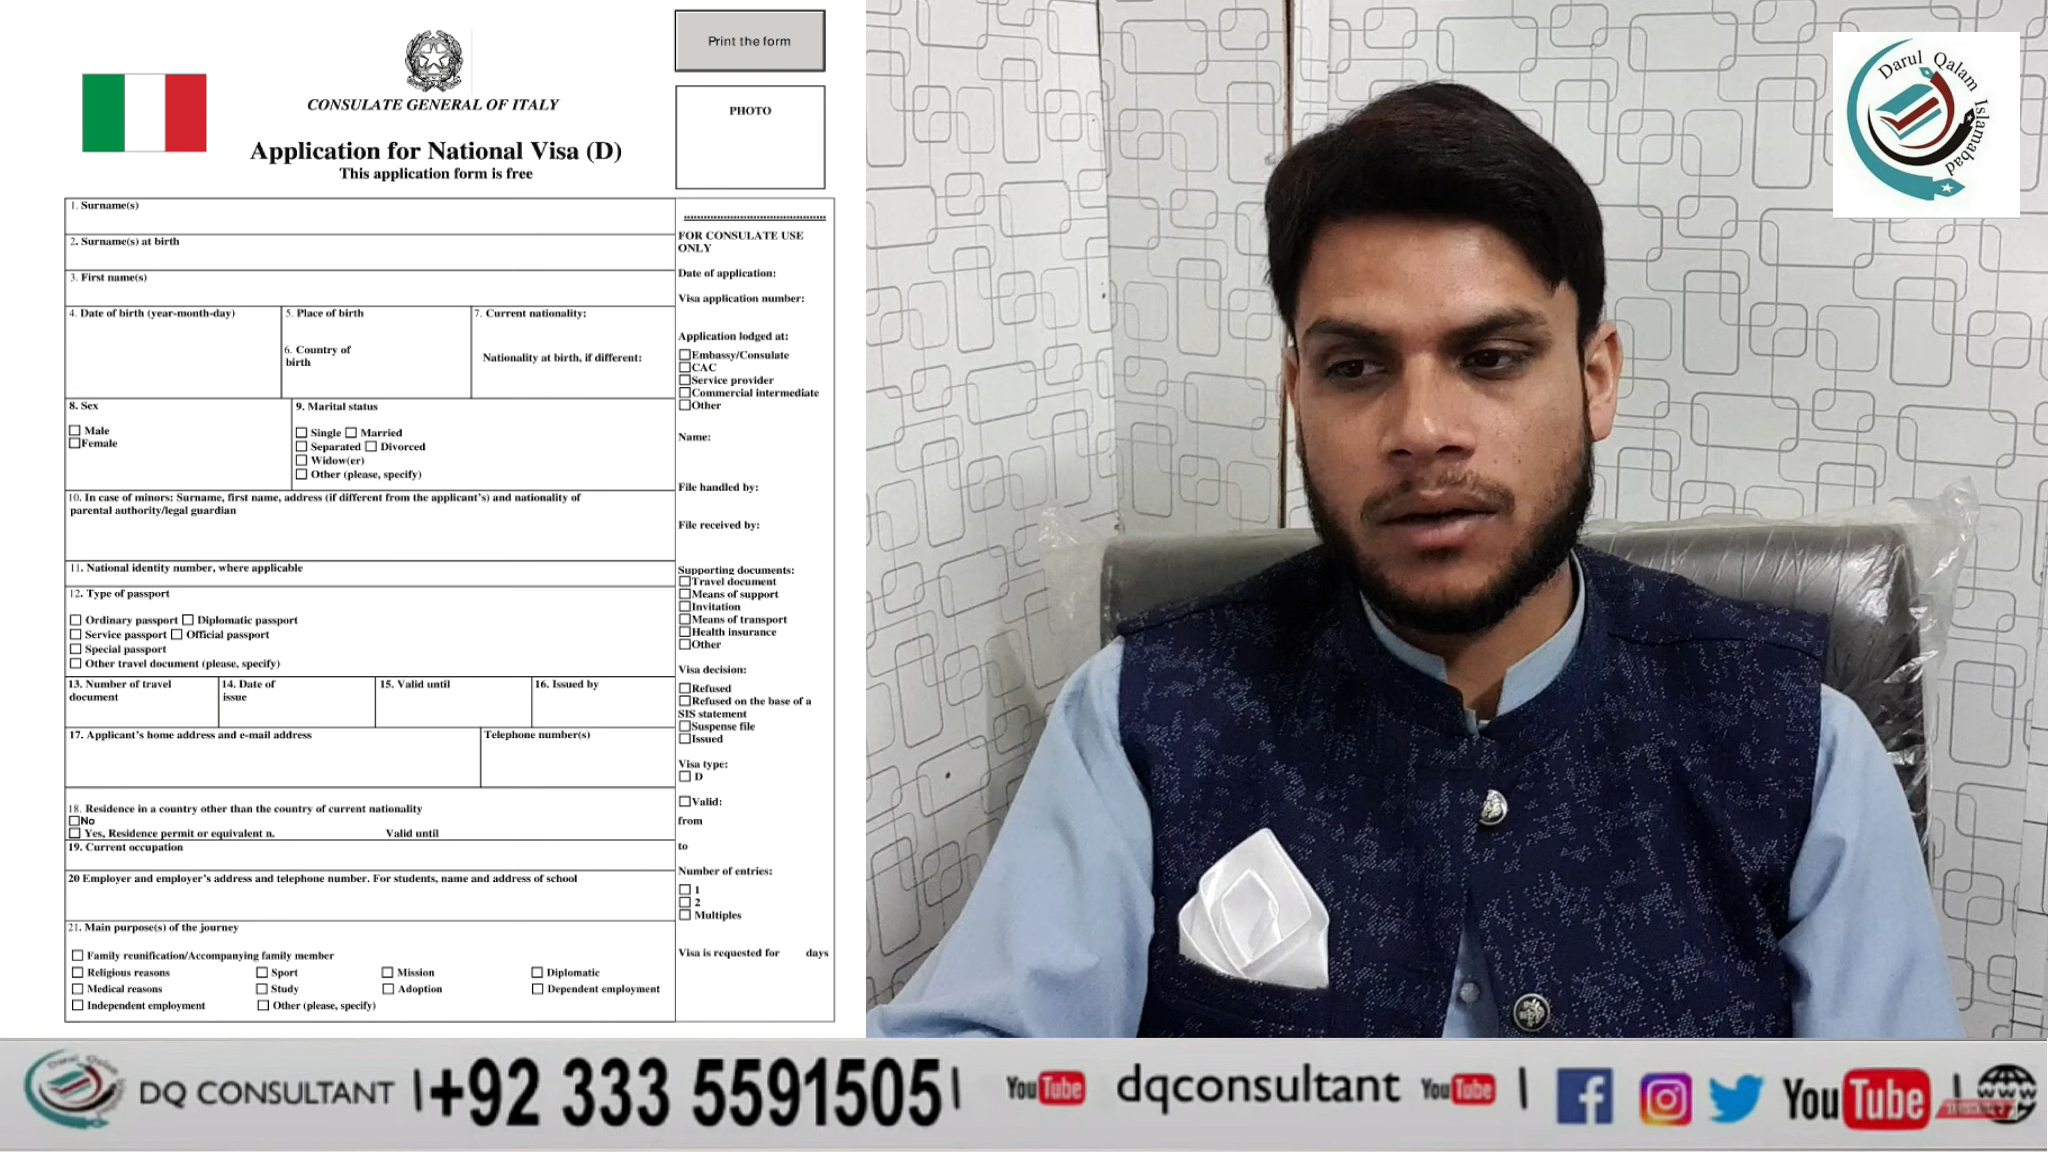 Print the form
PHOTO
CONSULATE GENERAL OF ITALY
Application for National Visa (D)
This application form is free
1. Surname(s)
2. Surname(s) at birth
3. First name(s)
4. Date of birth (year-month-day)
5. Place of birth
6. Country of
birth
7. Current nationality:
Nationality at birth, if different:
8. Sex
Male
Female
9. Marital status
Single Married
Separated Divorced
Widow(er)
Other (please, specify)
10. In case of minors: Surname, first name, address (if different from the applicant's) and nationality of
parental authority/legal guardian
11. National identity number, where applicable
12. Type of passport
Ordinary passport Diplomatic passport
Service passport Official passport
Special passport
Other travel document (please, specify)
13. Number of travel
document
14. Date of
issue
15. Valid until
16. Issued by
17. Applicant's home address and e-mail address
Telephone number(s)
18. Residence in a country other than the country of current nationality
No
Yes, Residence permit or equivalent n. Valid until
19. Current occupation
20 Employer and employer's address and telephone number. For students, name and address of school
21. Main purpose(s) of the journey
Family reunification/Accompanying family member
Religious reasons Sport Mission Diplomatic
Medical reasons Study Adoption Dependent employment
Independent employment Other (please, specify)
FOR CONSULATE USE
ONLY
Date of application:
Visa application number:
Application lodged at:
Embassy/Consulate
CAC
Service provider
Commercial intermediate
Other
Name:
File handled by:
File received by:
Supporting documents:
Travel document
Means of support
Invitation
Means of transport
Health insurance
Other
Visa decision:
Refused
Refused on the base of a
SIS statement
Suspense file
Issued
Visa type:
D
Valid:
from
to
Number of entries:
1
2
Multiples
Visa is requested for days
Darul Qalam Islamabad
DQ CONSULTANT |+92 333 5591505| YouTube dqconsultant YouTube | YouTube